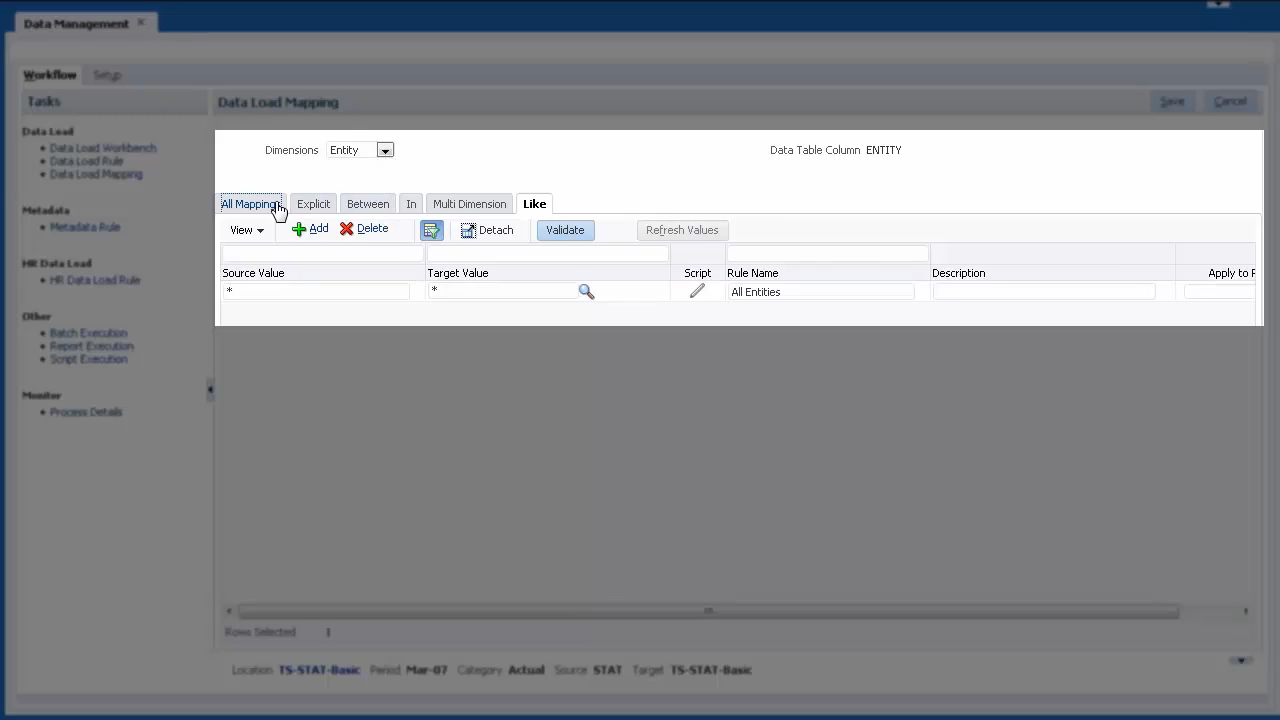 Data Management ×
Workflow Setup
Tasks
Data Load
• Data Load Workbench
• Data Load Rule
• Data Load Mapping
Metadata
• Metadata Rule
HR Data Load
• HR Data Load Rule
Other
• Batch Execution
• Report Execution
• Script Execution
Monitor
• Process Details
Data Load Mapping Save Cancel
Dimensions Entity Data Table Column ENTITY
All Mapping Explicit Between In Multi Dimension Like
View Add Delete Detach Validate Refresh Values
Source Value Target Value Script Rule Name Description Apply to R
* * All Entities
Rows Selected 1
Location TS-STAT-Basic Period Mar-07 Category Actual Source STAT Target TS-STAT-Basic